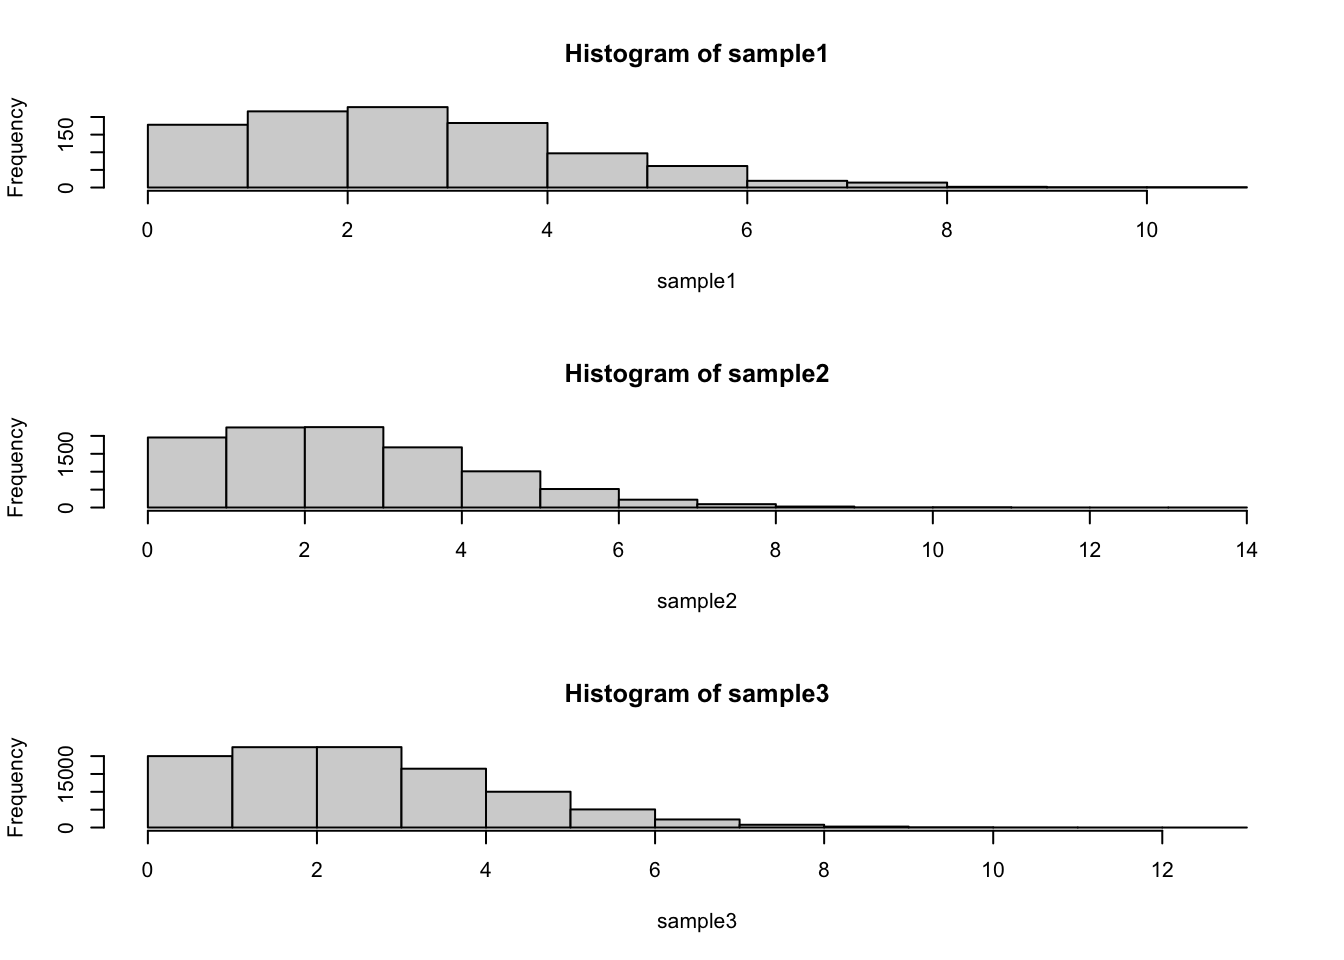 Histogram of sample1
Frequency
150
0
0 2 4 6 8 10
sample1
Histogram of sample2
Frequency
1500
0
0 2 4 6 8 10 12 14
sample2
Histogram of sample3
Frequency
15000
0
0 2 4 6 8 10 12
sample3